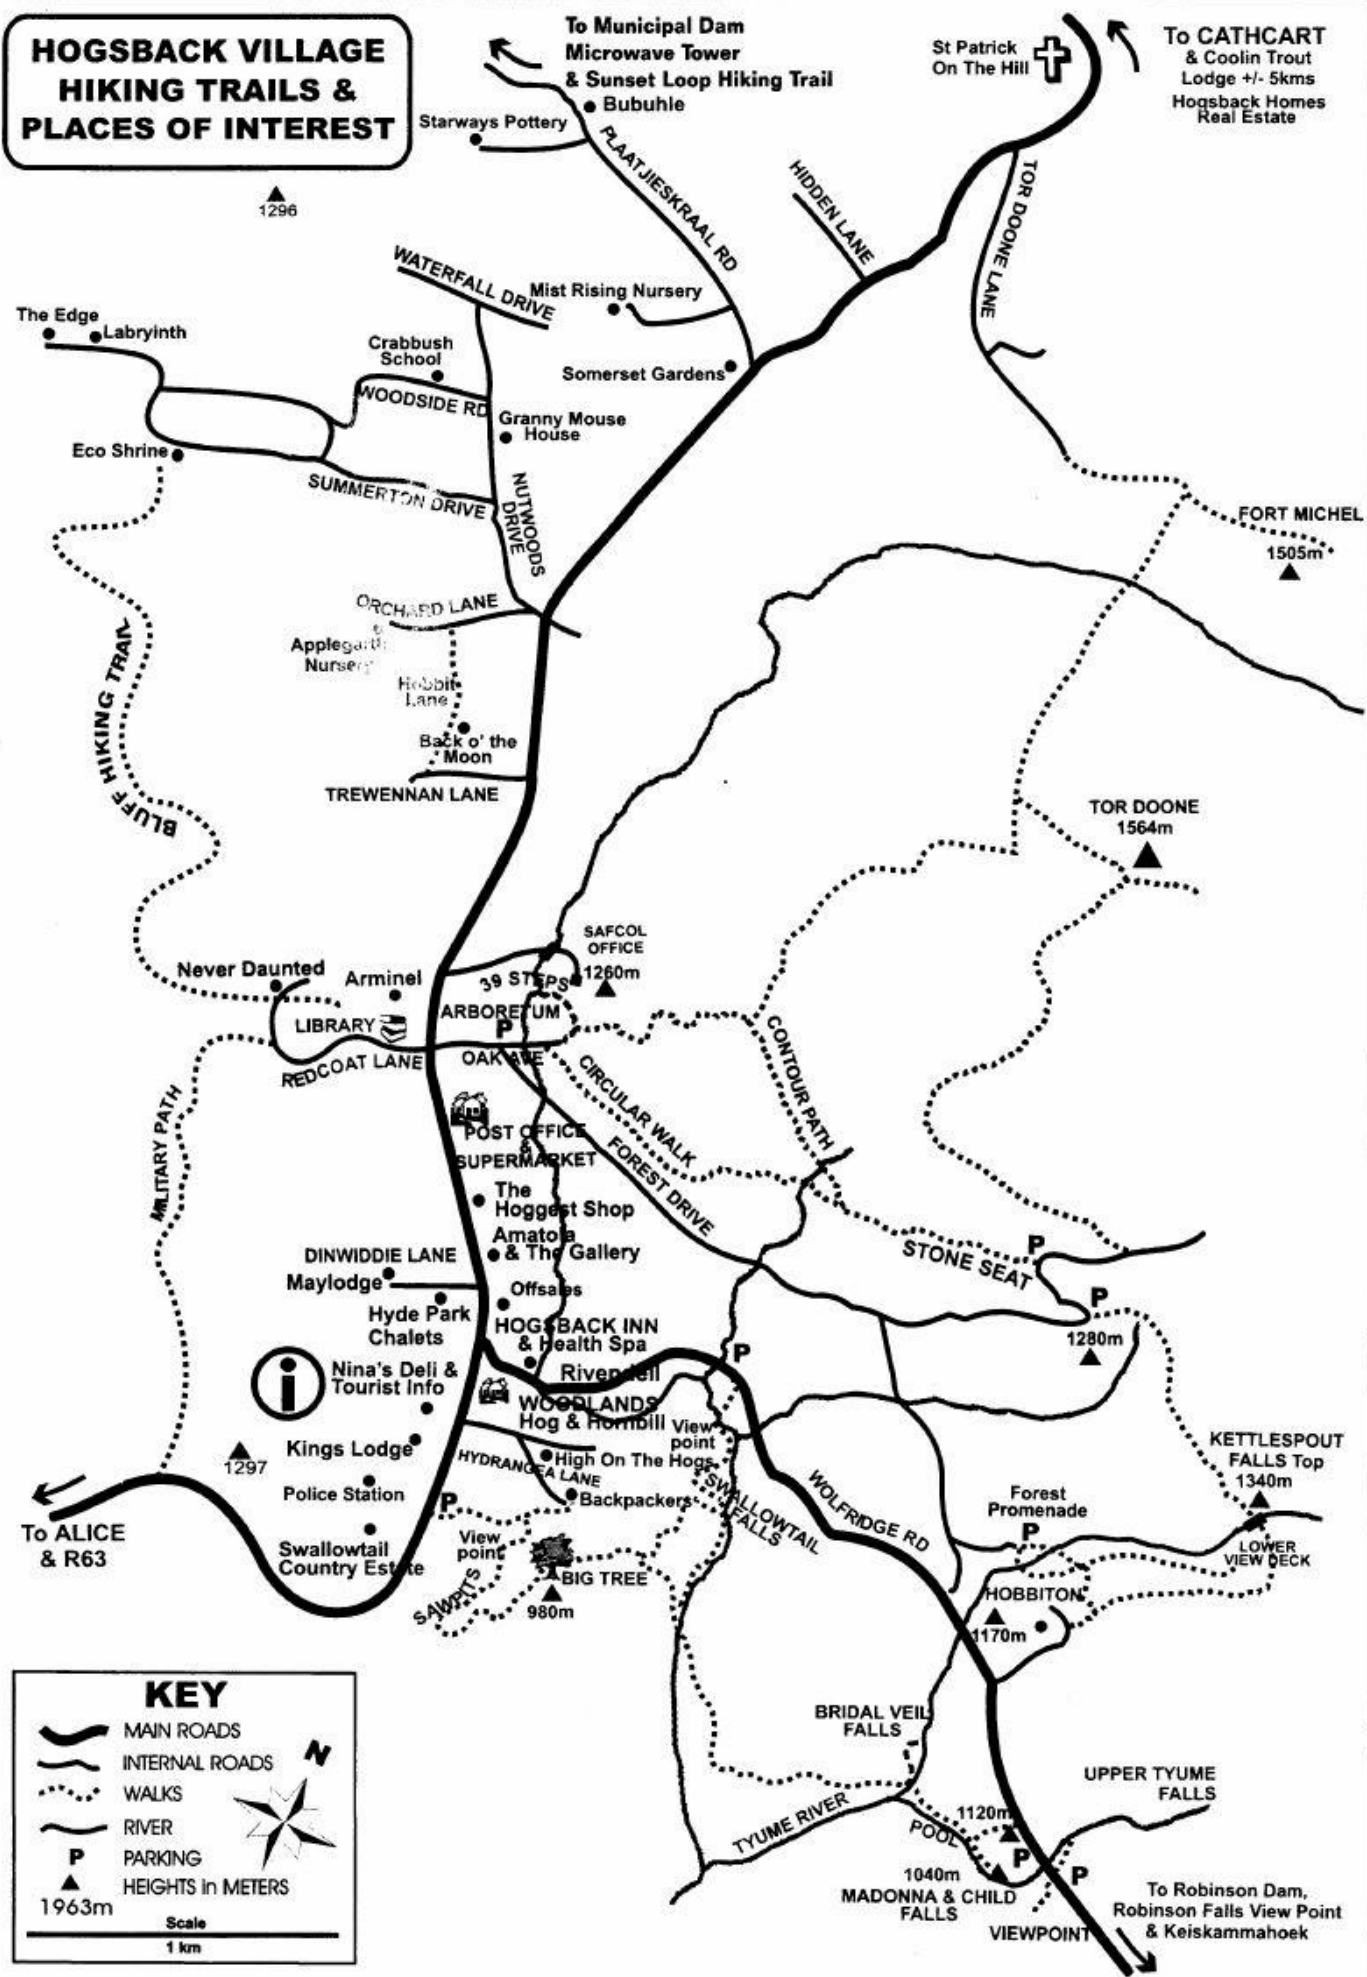 HOGSBACK VILLAGE
HIKING TRAILS &
PLACES OF INTEREST
To Municipal Dam
Microwave Tower
& Sunset Loop Hiking Trail
Bubuhle
Starways Pottery
St Patrick
On The Hill
To CATHCART
& Coolin Trout
Lodge +/- 5kms
Hogsback Homes
Real Estate
1296
PLAATJIESKRAAL RD
HIDDEN LANE
TOR DOONE LANE
WATERFALL DRIVE
Mist Rising Nursery
The Edge
Labryinth
Crabbush
School
Somerset Gardens
WOODSIDE RD
Granny Mouse
House
Eco Shrine
SUMMERTON DRIVE
NUTWOODS
DRIVE
FORT MICHEL
1505m
ORCHARD LANE
Applegarth
Nursery
Hobbit
Lane
BLUFF HIKING TRAIL
Back o' the
Moon
TREWENNAN LANE
TOR DOONE
1564m
SAFCOL
OFFICE
1260m
Never Daunted
Arminel
39 STEPS
LIBRARY
ARBORETUM
P
REDCOAT LANE
OAK AVE
CIRCULAR WALK
CONTOUR PATH
MILITARY PATH
POST OFFICE
&
SUPERMARKET
FOREST DRIVE
The
Hoggest Shop
Amatola
& The Gallery
DINWIDDIE LANE
Maylodge
STONE SEAT
P
P
1280m
Offsales
Hyde Park
Chalets
HOGSBACK INN
& Health Spa
P
i
Nina's Deli &
Tourist Info
Rivendell
WOODLANDS
Hog & Hornbill
View
point
Kings Lodge
1297
HYDRANGEA LANE
High On The Hogs
KETTLESPOUT
FALLS Top
1340m
Police Station
P
Backpackers
SWALLOWTAIL
FALLS
WOLFRIDGE RD
Forest
Promenade
P
To ALICE
& R63
Swallowtail
Country Estate
View
point
SAWPITS
BIG TREE
980m
LOWER
VIEW DECK
HOBBITON
1170m
KEY
MAIN ROADS
INTERNAL ROADS
N
WALKS
RIVER
P PARKING
HEIGHTS in METERS
1963m
Scale
1 km
BRIDAL VEIL
FALLS
UPPER TYUME
FALLS
TYUME RIVER
POOL
1120m
P
P
1040m
MADONNA & CHILD
FALLS
VIEWPOINT
To Robinson Dam,
Robinson Falls View Point
& Keiskammahoek